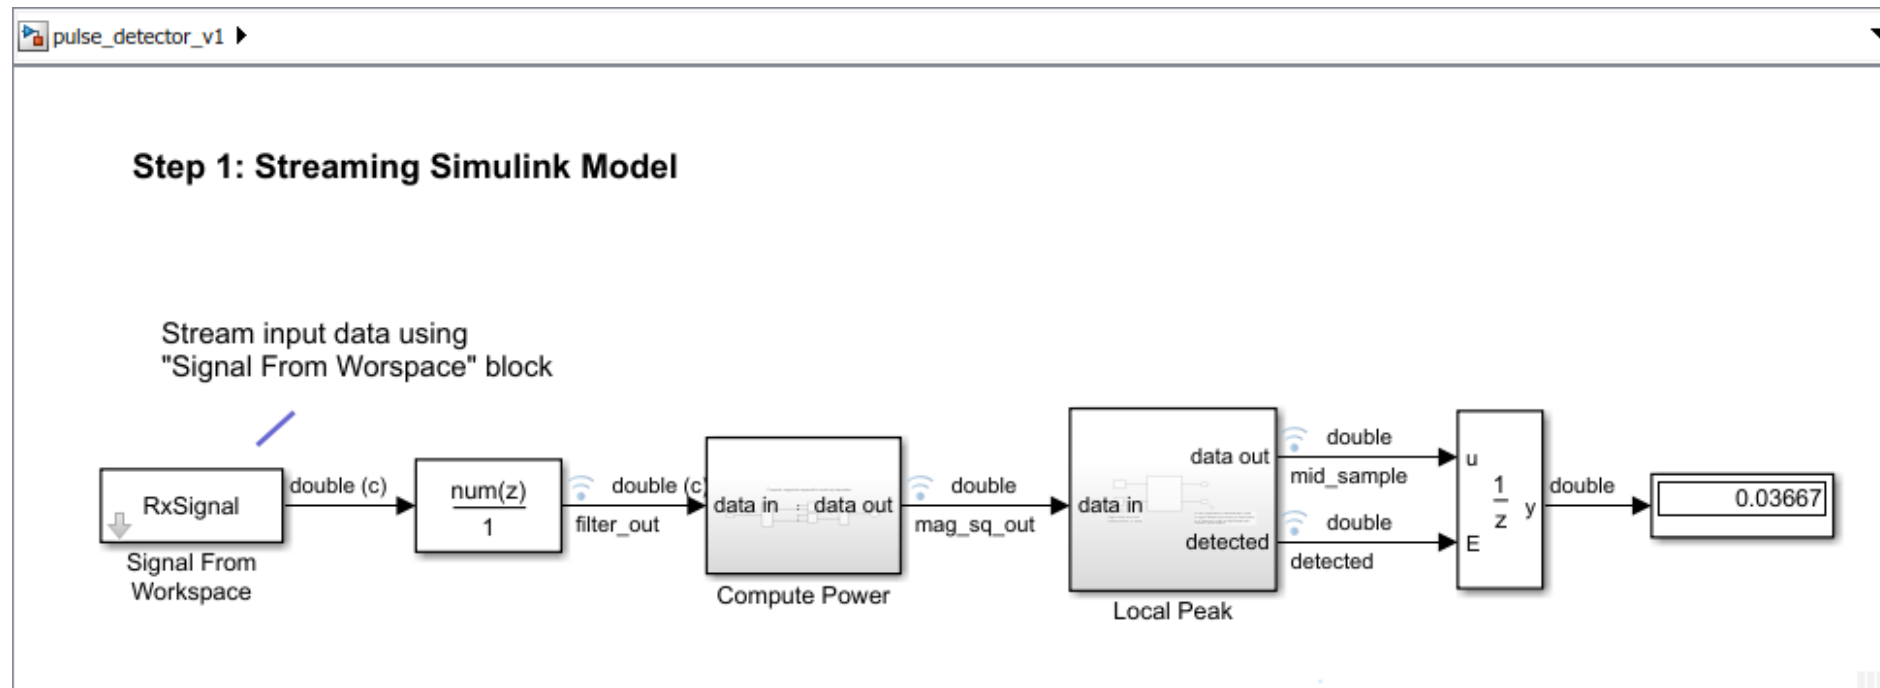 pulse_detector_v1
Step 1: Streaming Simulink Model
Stream input data using
"Signal From Worspace" block
RxSignal
Signal From
Workspace
double (c)
num(z)
1
double (c)
filter_out
data in
data out
Compute Power
double
mag_sq_out
data in
data out
detected
Local Peak
double
mid_sample
double
detected
u
E
1
z
y
double
0.03667